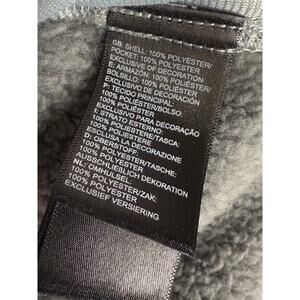 GB: SHELL: 100% POLYESTER/
POCKET: 100% POLYESTER
EXCLUSIVE OF DECORATION
E: ARMAZÓN: 100% POLIÉSTER/
BOLSILLO: 100% POLIÉSTER
EXCLUSIVO DE DECORACIÓN
P: TECIDO PRINCIPAL:
100% POLIÉSTER/BOLSO:
100% POLIÉSTER
EXCLUSIVO PARA DECORAÇÃO
I: STRATO ESTERNO:
100% POLIESTERE/TASCA:
100% POLIESTERE
ESCLUSA LA DECORAZIONE
D: OBERSTOFF
100% POLYESTER/TASCHE:
100% POLYESTER
AUSSCHLIEßLICH DEKORATION
NL: OMHULSEL:
100% POLYESTER/ZAK:
100% POLYESTER
EXCLUSIEF VERSIERING